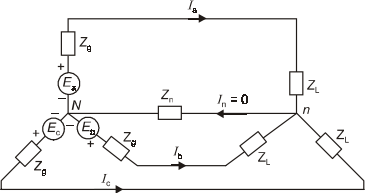 Ia
Zg
+
Ea
−
ZL
N
Zn
In = 0
n
−
Ec
+
−
Eb
+
Zg
Zg
Ib
ZL
ZL
Ic